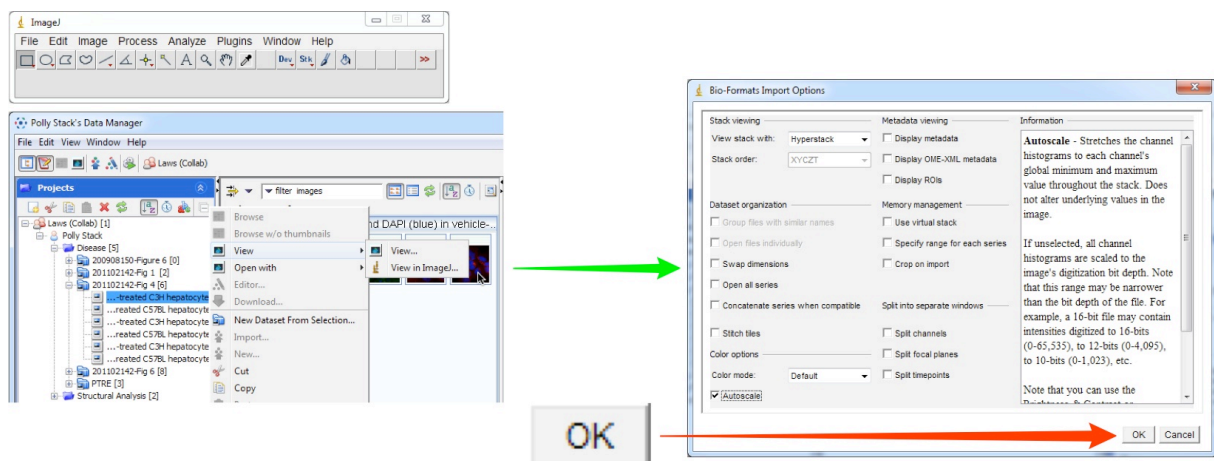 ImageJ
File Edit Image Process Analyze Plugins Window Help
A Dev Stk >>
Polly Stack's Data Manager
File Edit View Window Help
Laws (Collab)
Projects
filter images
Laws (Collab) [1]
Polly Stack
Disease [5]
200908150-Figure 6 [0]
201102142-Fig 1 [2]
201102142-Fig 4 [6]
...-treated C3H hepatocyte
...reated C57BL hepatocyte
...-treated C3H hepatocyte
...reated C57BL hepatocyte
...-treated C3H hepatocyte
...reated C57BL hepatocyte
201102142-Fig 6 [8]
PTRE [3]
Structural Analysis [2]
nd DAPI (blue) in vehicle-...
Browse
Browse w/o thumbnails
View
Open with
Editor...
Download...
New Dataset From Selection...
Import...
New...
Cut
Copy
View...
View in ImageJ...
OK
Bio-Formats Import Options
Stack viewing
View stack with: Hyperstack
Stack order: XYCZT
Dataset organization
Group files with similar names
Open files individually
Swap dimensions
Open all series
Concatenate series when compatible
Stitch tiles
Color options
Color mode: Default
Autoscale
Metadata viewing
Display metadata
Display OME-XML metadata
Display ROIs
Memory management
Use virtual stack
Specify range for each series
Crop on import
Split into separate windows
Split channels
Split focal planes
Split timepoints
Information
Autoscale - Stretches the channel
histograms to each channel's
global minimum and maximum
value throughout the stack. Does
not alter underlying values in the
image.
If unselected, all channel
histograms are scaled to the
image's digitization bit depth. Note
that this range may be narrower
than the bit depth of the file. For
example, a 16-bit file may contain
intensities digitized to 16-bits
(0-65,535), to 12-bits (0-4,095),
to 10-bits (0-1,023), etc.
Note that you can use the
OK Cancel